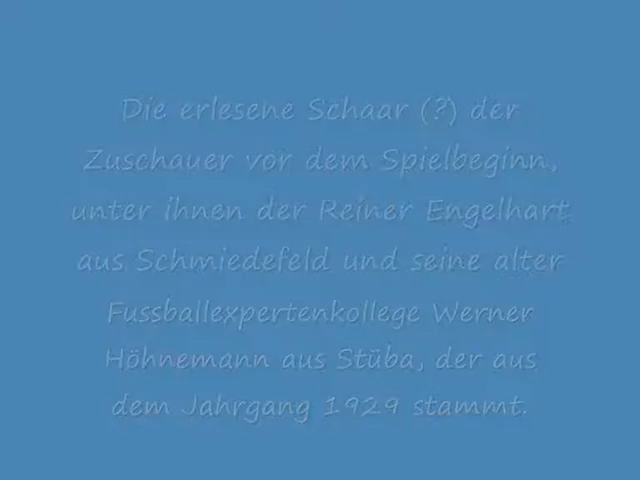 Die erlesene Schaar (?) der
Zuschauer vor dem Spielbeginn,
unter ihnen der Reiner Engelhart
aus Schmiedefeld und seine alter
Fussballexpertenkollege Werner
Höhnemann aus Stüba, der aus
dem Jahrgang 1929 stammt.